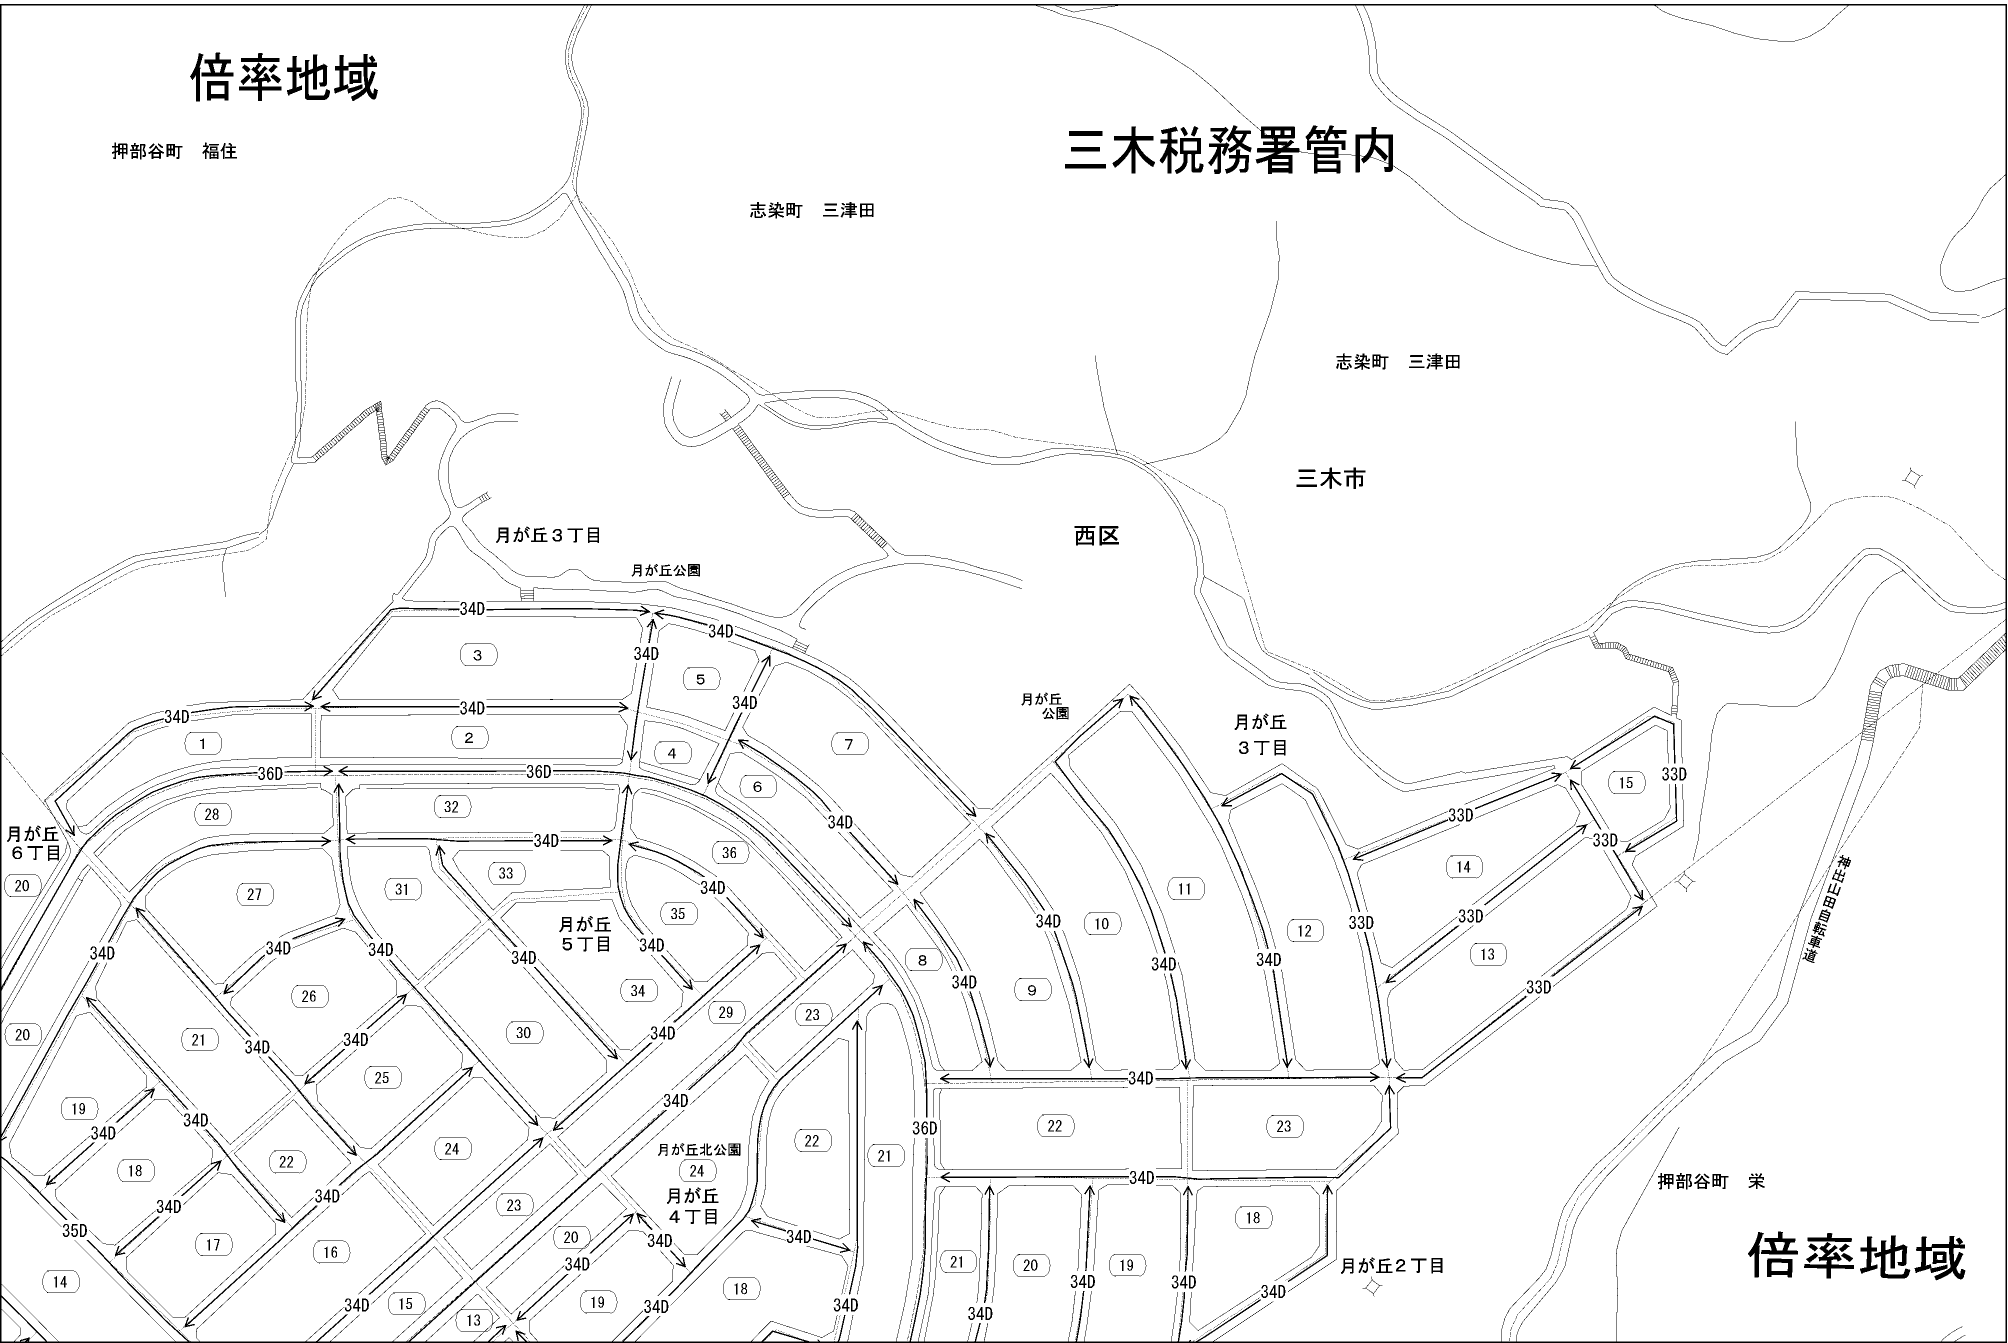 倍率地域
押部谷町　福住
三木税務署管内
志染町　三津田
志染町　三津田
三木市
西区
月が丘３丁目
月が丘公園
34D
34D
3
34D
5
34D
34D
34D
1
2
4
7
月が丘
公園
月が丘
３丁目
36D
36D
6
15
33D
28
32
34D
33D
33D
月が丘
６丁目
20
34D
36
14
27
31
33
34D
35
11
10
34D
33D
12
33D
34D
34D
34D
月が丘
５丁目
34D
34D
8
34D
34D
34D
13
33D
26
34
9
20
21
34D
34D
30
34D
29
23
25
34D
19
34D
34D
34D
36D
22
23
18
22
24
月が丘北公園
24
22
21
34D
34D
34D
23
月が丘
４丁目
押部谷町　栄
35D
17
16
20
34D
34D
18
倍率地域
14
34D
21
20
19
月が丘２丁目
34D
34D
34D
15
13
19
34D
18
34D
34D
神出山田自転車道